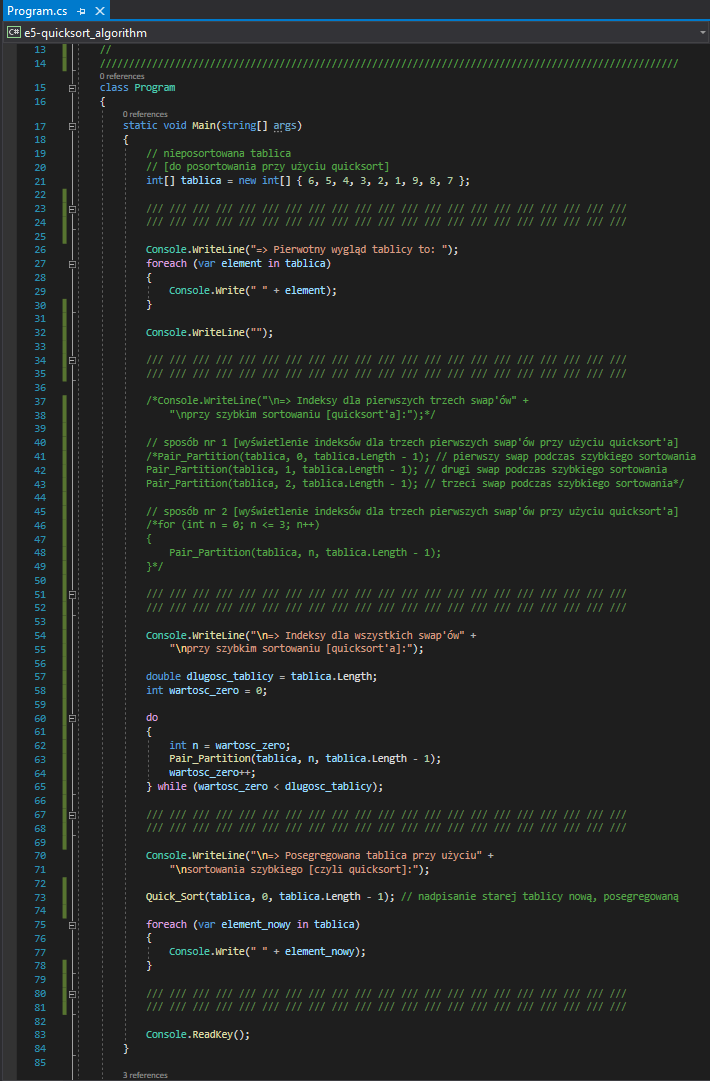 Program.cs
C# e5-quicksort_algorithm
13 //
14 ////////////////////////////////////////////////////////////////////////////////////////////////////
0 references
15 class Program
16 {
0 references
17 static void Main(string[] args)
18 {
19 // nieposortowana tablica
20 // [do posortowania przy użyciu quicksort]
21 int[] tablica = new int[] { 6, 5, 4, 3, 2, 1, 9, 8, 7 };
22
23 /// /// /// /// /// /// /// /// /// /// /// /// /// /// /// /// /// /// /// /// ///
24 /// /// /// /// /// /// /// /// /// /// /// /// /// /// /// /// /// /// /// /// ///
25
26 Console.WriteLine("=> Pierwotny wygląd tablicy to: ");
27 foreach (var element in tablica)
28 {
29 Console.Write(" " + element);
30 }
31
32 Console.WriteLine("");
33
34 /// /// /// /// /// /// /// /// /// /// /// /// /// /// /// /// /// /// /// /// ///
35 /// /// /// /// /// /// /// /// /// /// /// /// /// /// /// /// /// /// /// /// ///
36
37 /*Console.WriteLine("\n=> Indeksy dla pierwszych trzech swap'ów" +
38 "\nprzy szybkim sortowaniu [quicksort'a]:");*/
39
40 // sposób nr 1 [wyświetlenie indeksów dla trzech pierwszych swap'ów przy użyciu quicksort'a]
41 /*Pair_Partition(tablica, 0, tablica.Length - 1); // pierwszy swap podczas szybkiego sortowania
42 Pair_Partition(tablica, 1, tablica.Length - 1); // drugi swap podczas szybkiego sortowania
43 Pair_Partition(tablica, 2, tablica.Length - 1); // trzeci swap podczas szybkiego sortowania*/
44
45 // sposób nr 2 [wyświetlenie indeksów dla trzech pierwszych swap'ów przy użyciu quicksort'a]
46 /*for (int n = 0; n <= 3; n++)
47 {
48 Pair_Partition(tablica, n, tablica.Length - 1);
49 }*/
50
51 /// /// /// /// /// /// /// /// /// /// /// /// /// /// /// /// /// /// /// /// ///
52 /// /// /// /// /// /// /// /// /// /// /// /// /// /// /// /// /// /// /// /// ///
53
54 Console.WriteLine("\n=> Indeksy dla wszystkich swap'ów" +
55 "\nprzy szybkim sortowaniu [quicksort'a]:");
56
57 double dlugosc_tablicy = tablica.Length;
58 int wartosc_zero = 0;
59
60 do
61 {
62 int n = wartosc_zero;
63 Pair_Partition(tablica, n, tablica.Length - 1);
64 wartosc_zero++;
65 } while (wartosc_zero < dlugosc_tablicy);
66
67 /// /// /// /// /// /// /// /// /// /// /// /// /// /// /// /// /// /// /// /// ///
68 /// /// /// /// /// /// /// /// /// /// /// /// /// /// /// /// /// /// /// /// ///
69
70 Console.WriteLine("\n=> Posegregowana tablica przy użyciu" +
71 "\nsortowania szybkiego [czyli quicksort]:");
72
73 Quick_Sort(tablica, 0, tablica.Length - 1); // nadpisanie starej tablicy nową, posegregowaną
74
75 foreach (var element_nowy in tablica)
76 {
77 Console.Write(" " + element_nowy);
78 }
79
80 /// /// /// /// /// /// /// /// /// /// /// /// /// /// /// /// /// /// /// /// ///
81 /// /// /// /// /// /// /// /// /// /// /// /// /// /// /// /// /// /// /// /// ///
82
83 Console.ReadKey();
84 }
85
3 references